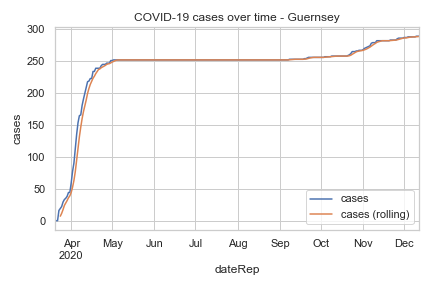 COVID-19 cases over time - Guernsey
300
250
200
150
100
50
0
cases
Apr
2020
May
Jun
Jul
Aug
Sep
Oct
Nov
Dec
dateRep
cases
cases (rolling)